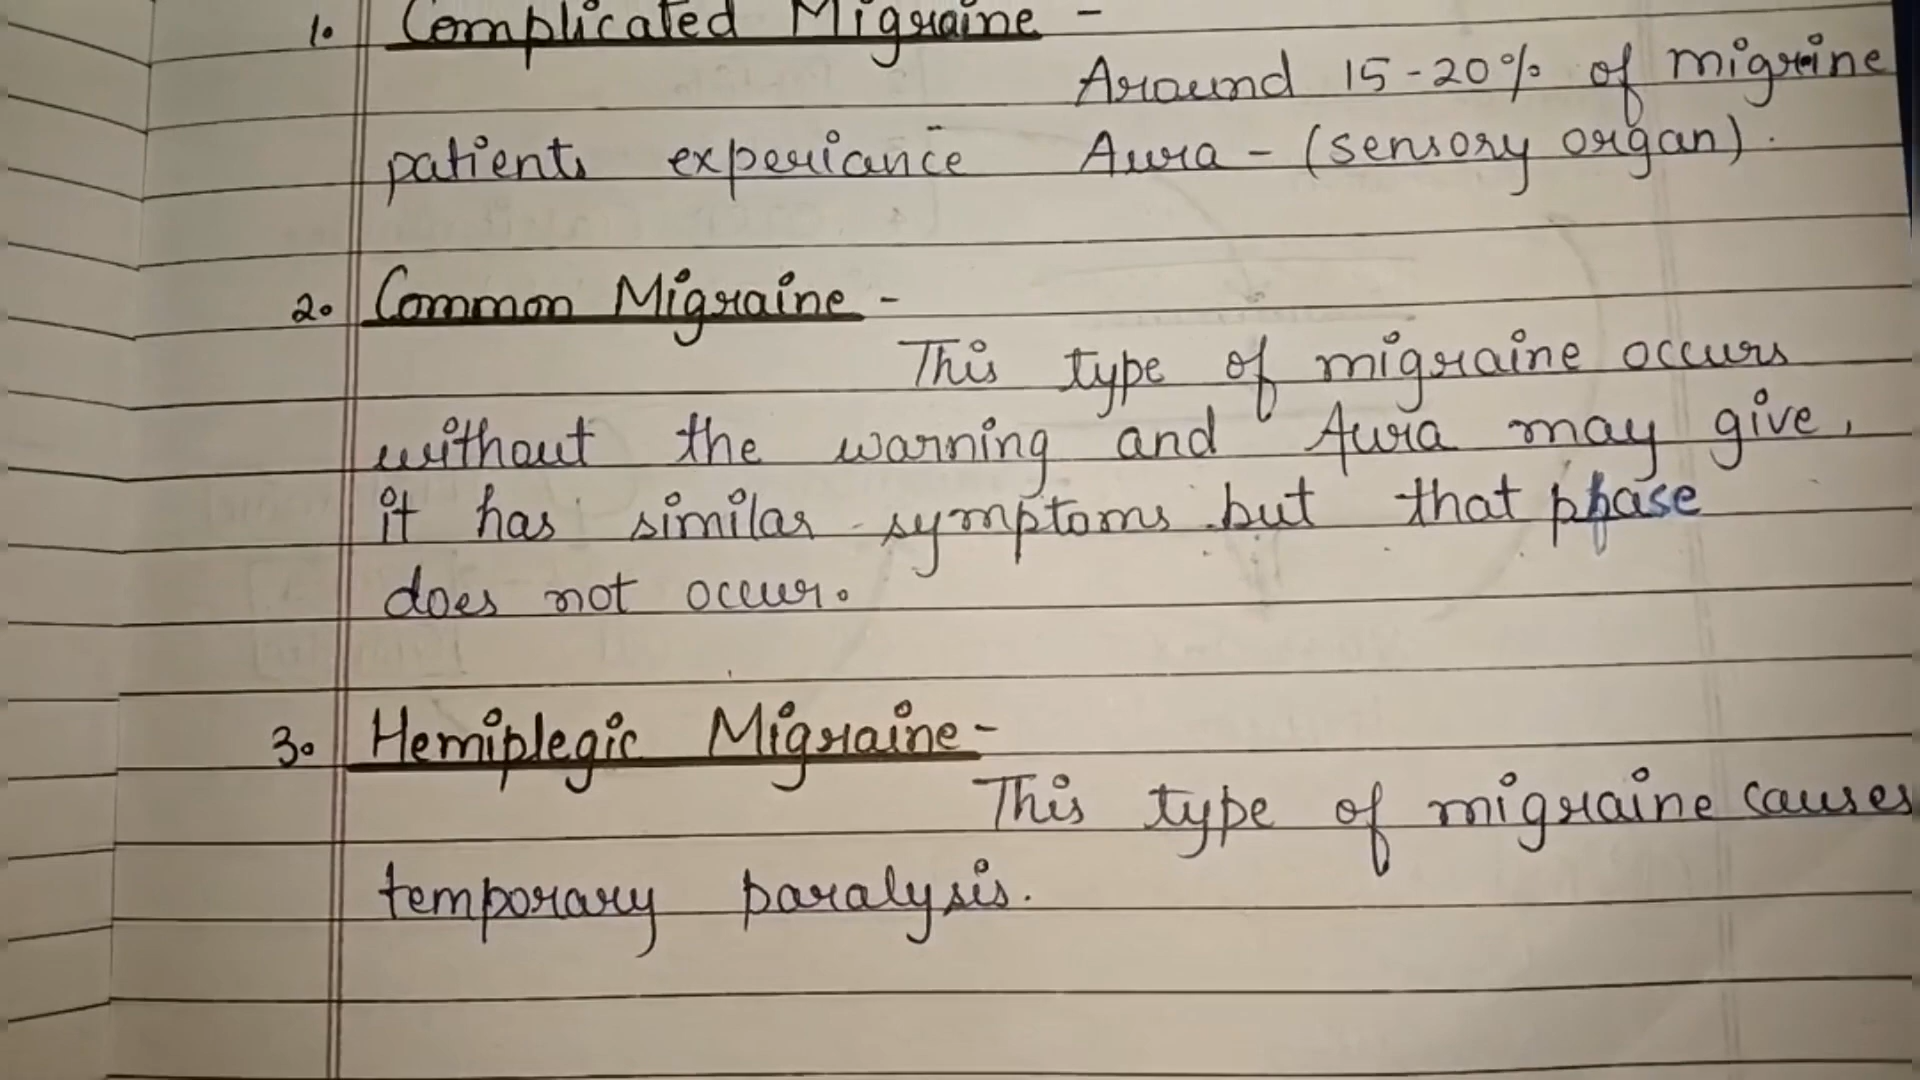 1. Complicated Migraine -
Around 15-20% of migraine
patients experiance Aura - (sensory organ).
2. Common Migraine -
This type of migraine occurs
without the warning and Aura may give,
it has similar symptoms but that phase
does not occur.
3. Hemiplegic Migraine -
This type of migraine causes
temporary paralysis.